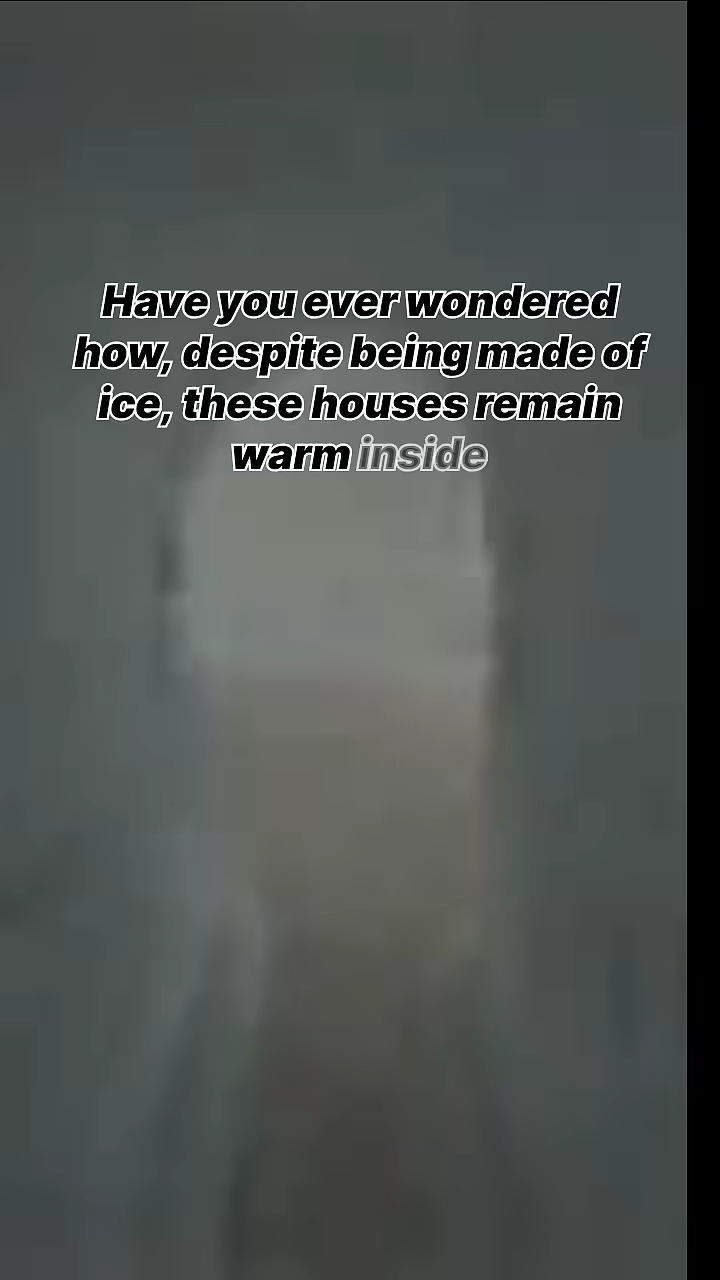 Have you ever wondered
how, despite being made of
ice, these houses remain
warm inside